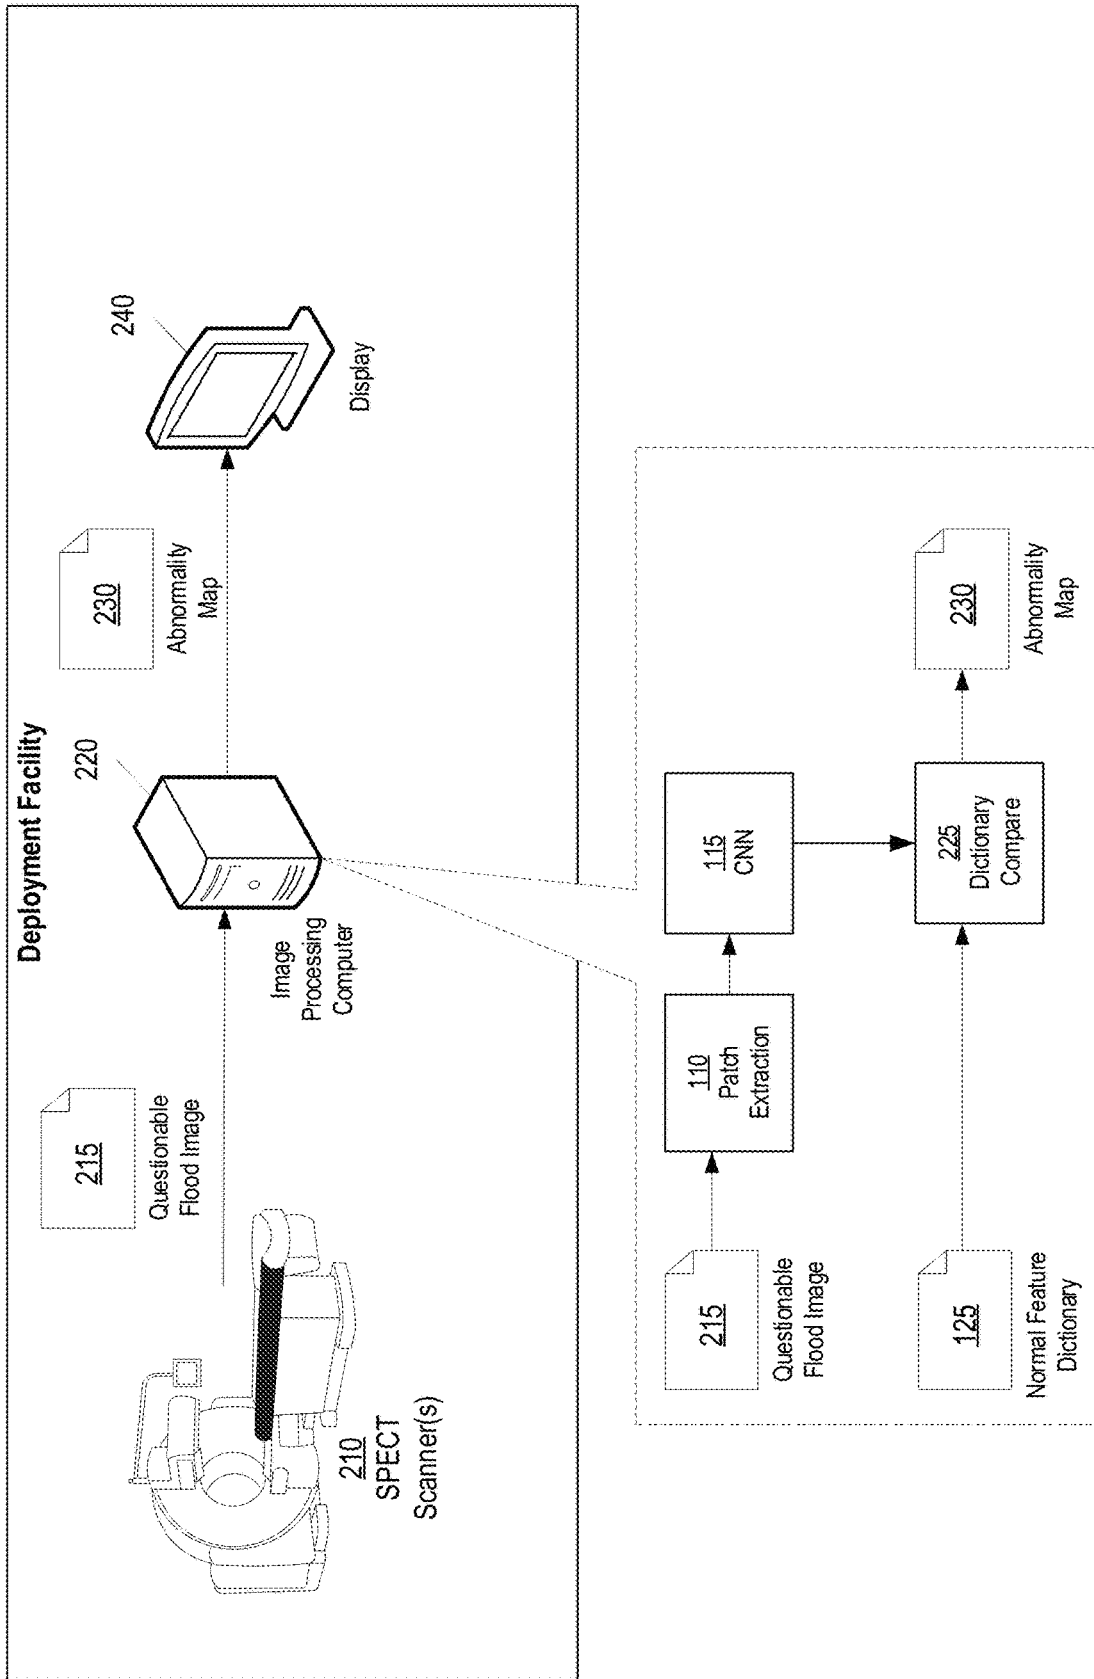 Deployment Facility
210
SPECT
Scanner(s)
215
Questionable
Flood Image
220
Image
Processing
Computer
230
Abnormality
Map
240
Display
215
Questionable
Flood Image
110
Patch
Extraction
115
CNN
125
Normal Feature
Dictionary
225
Dictionary
Compare
230
Abnormality
Map